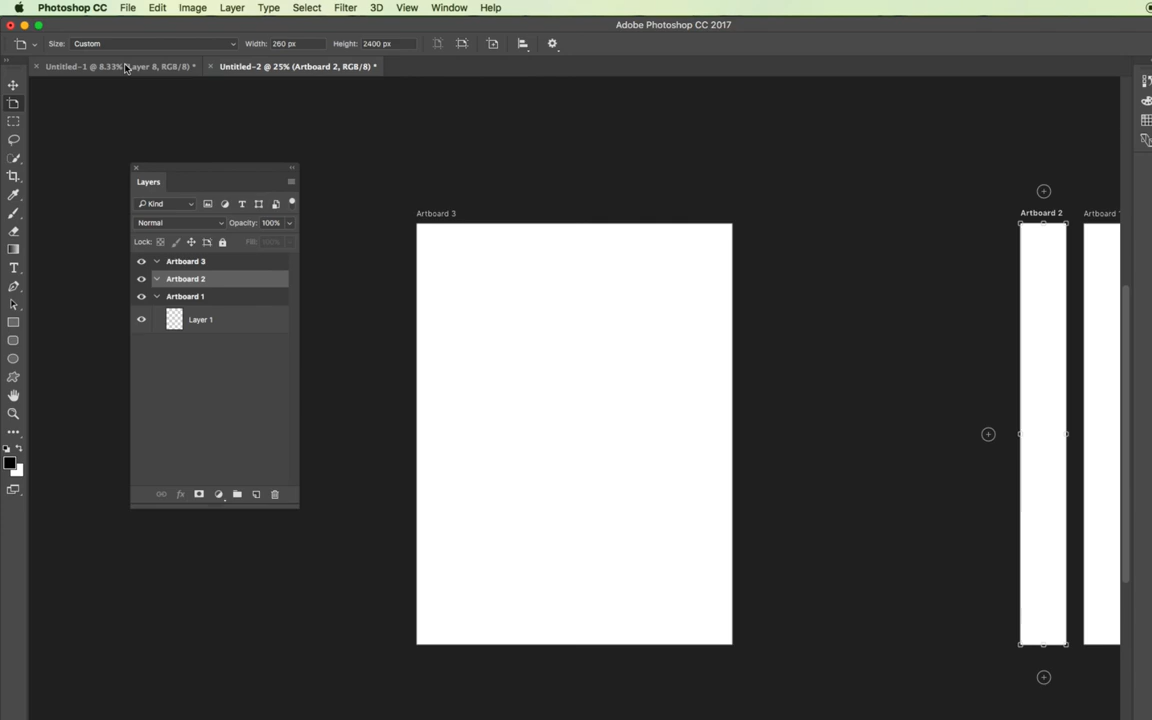 Photoshop CC File Edit Image Layer Type Select Filter 3D View Window Help
Adobe Photoshop CC 2017
Size: Custom Width: 260 px Height: 2400 px
Untitled-1 @ 8.33% Layer 8, RGB/8) * Untitled-2 @ 25% (Artboard 2, RGB/8) *
Layers
Kind
Normal Opacity: 100%
Lock: Fill: 100%
Artboard 3
Artboard 2
Artboard 1
Layer 1
Artboard 3
Artboard 2
Artboard